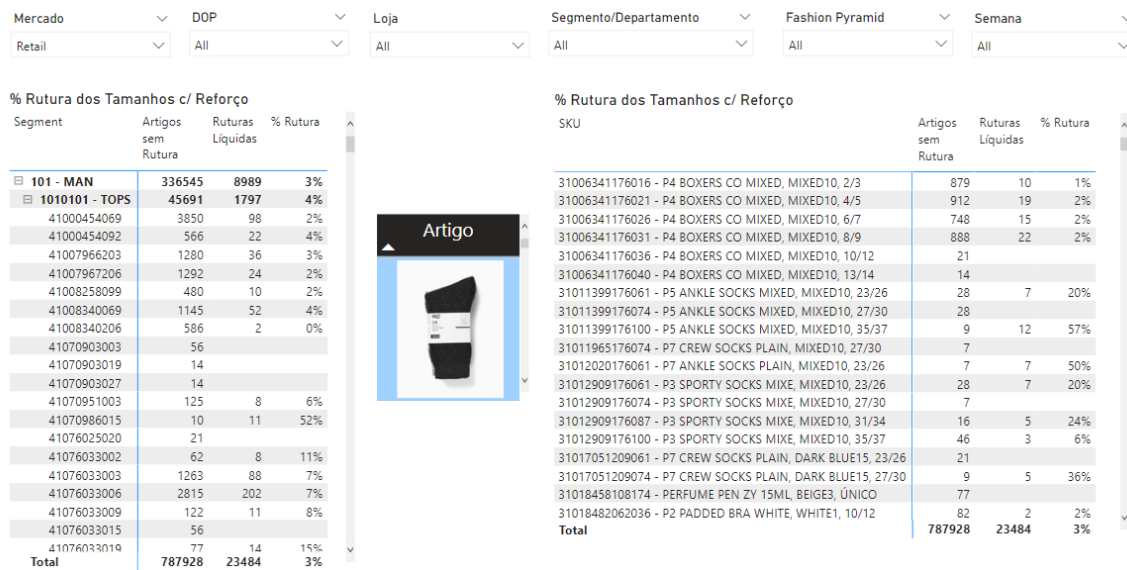 Mercado
DOP
Loja
Segmento/Departamento
Fashion Pyramid
Semana
Retail
All
All
All
All
All
% Rutura dos Tamanhos c/ Reforço
Segment Artigos sem Rutura Ruturas Líquidas % Rutura
101 - MAN 336545 8989 3%
1010101 - TOPS 45691 1797 4%
41000454069 3850 98 2%
41000454092 566 22 4%
41007966203 1280 36 3%
41007967206 1292 24 2%
41008258099 480 10 2%
41008340069 1145 52 4%
41008340206 586 2 0%
41070903003 56
41070903019 14
41070903027 14
41070951003 125 8 6%
41070986015 10 11 52%
41076025020 21
41076033002 62 8 11%
41076033003 1263 88 7%
41076033006 2815 202 7%
41076033009 122 11 8%
41076033015 56
41076033019 77 14 15%
Total 787928 23484 3%
Artigo
% Rutura dos Tamanhos c/ Reforço
SKU Artigos sem Rutura Ruturas Líquidas % Rutura
31006341176016 - P4 BOXERS CO MIXED, MIXED10, 2/3 879 10 1%
31006341176021 - P4 BOXERS CO MIXED, MIXED10, 4/5 912 19 2%
31006341176026 - P4 BOXERS CO MIXED, MIXED10, 6/7 748 15 2%
31006341176031 - P4 BOXERS CO MIXED, MIXED10, 8/9 888 22 2%
31006341176036 - P4 BOXERS CO MIXED, MIXED10, 10/12 21
31006341176040 - P4 BOXERS CO MIXED, MIXED10, 13/14 14
31011399176061 - P5 ANKLE SOCKS MIXED, MIXED10, 23/26 28 7 20%
31011399176074 - P5 ANKLE SOCKS MIXED, MIXED10, 27/30 28
31011399176100 - P5 ANKLE SOCKS MIXED, MIXED10, 35/37 9 12 57%
31011965176074 - P7 CREW SOCKS PLAIN, MIXED10, 27/30 7
31012020176061 - P7 ANKLE SOCKS PLAIN, MIXED10, 23/26 7 7 50%
31012909176061 - P3 SPORTY SOCKS MIXE, MIXED10, 23/26 28 7 20%
31012909176074 - P3 SPORTY SOCKS MIXE, MIXED10, 27/30 7
31012909176087 - P3 SPORTY SOCKS MIXE, MIXED10, 31/34 16 5 24%
31012909176100 - P3 SPORTY SOCKS MIXE, MIXED10, 35/37 46 3 6%
31017051209061 - P7 CREW SOCKS PLAIN, DARK BLUE15, 23/26 21
31017051209074 - P7 CREW SOCKS PLAIN, DARK BLUE15, 27/30 9 5 36%
31018458108174 - PERFUME PEN ZY 15ML, BEIGE3, ÚNICO 77
31018482062036 - P2 PADDED BRA WHITE, WHITE1, 10/12 82 2 2%
Total 787928 23484 3%